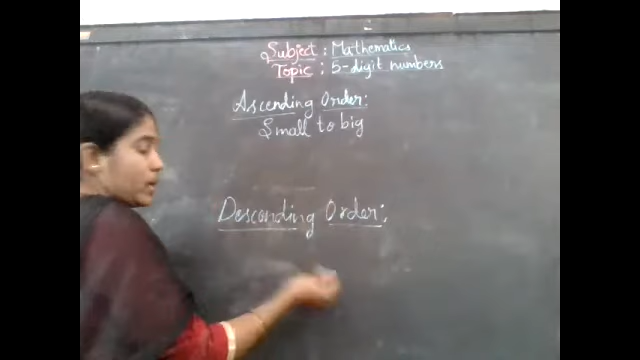 Subject : Mathematics
Topic : 5-digit numbers
Ascending Order:
Small to big
Descending Order: